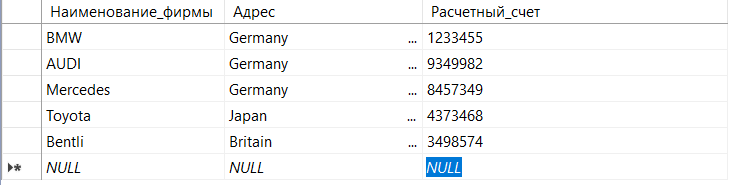 Наименование_фирмы Адрес Расчетный_счет
BMW Germany ... 1233455
AUDI Germany ... 9349982
Mercedes Germany ... 8457349
Toyota Japan ... 4373468
Bentli Britain ... 3498574
NULL NULL NULL